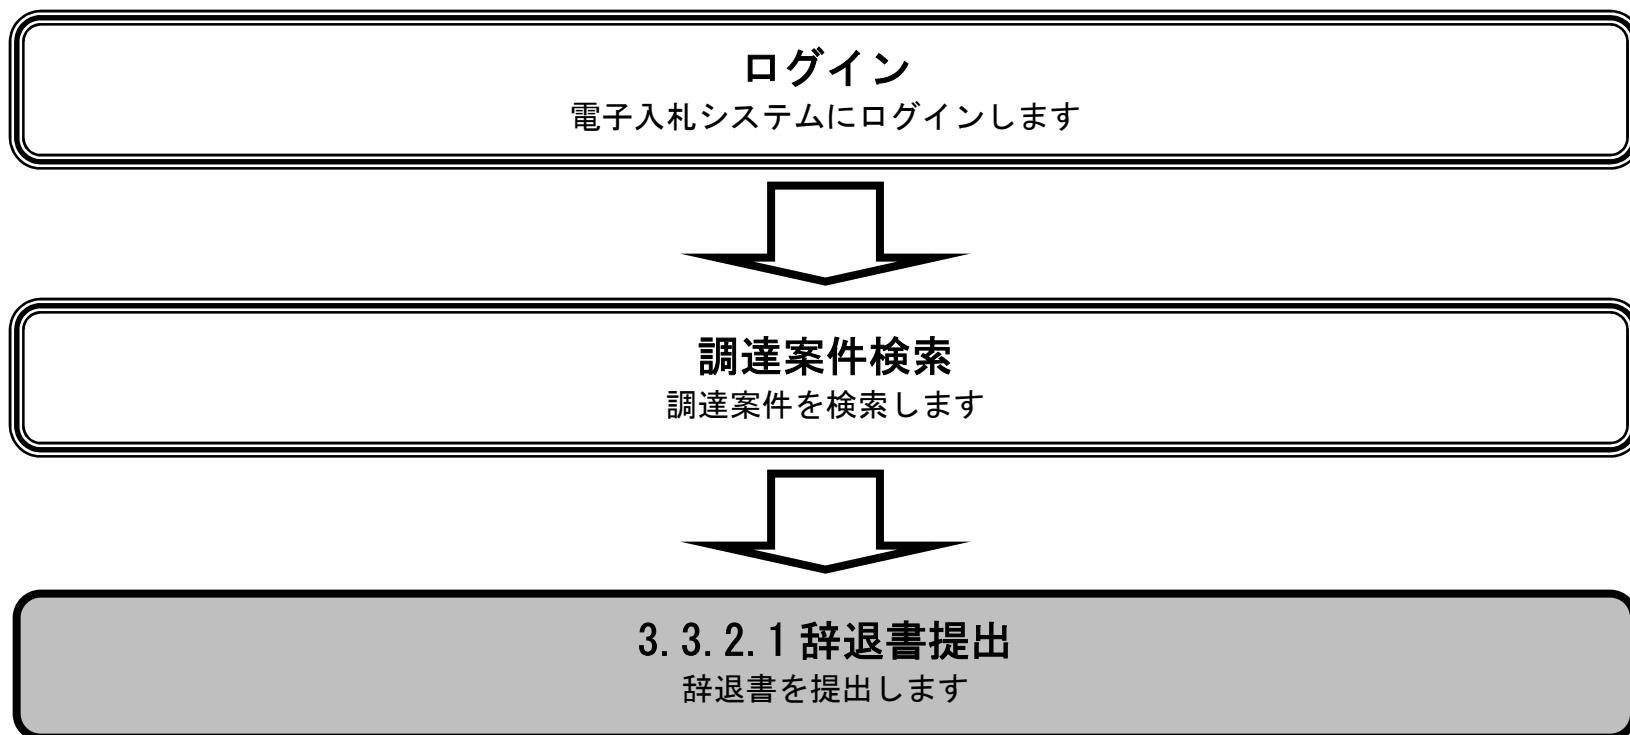 ログイン
電子入札システムにログインします
調達案件検索
調達案件を検索します
3.3.2.1辞退書提出
辞退書を提出します